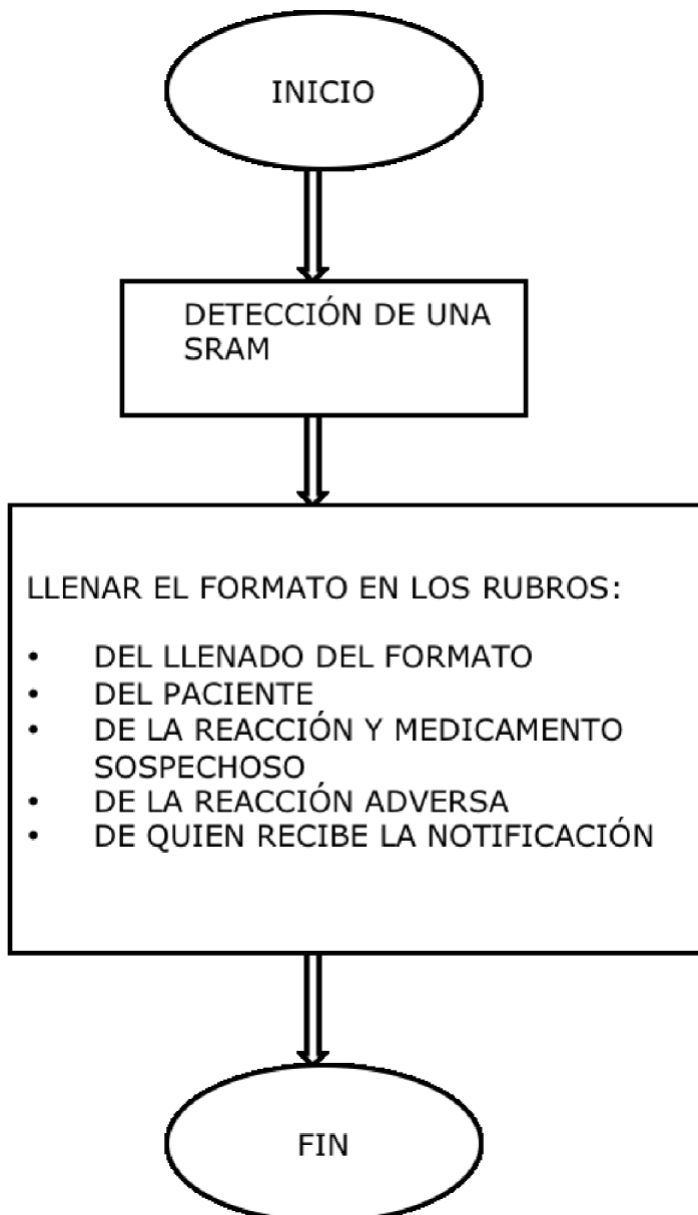 INICIO
DETECCIÓN DE UNA
SRAM
LLENAR EL FORMATO EN LOS RUBROS:
• DEL LLENADO DEL FORMATO
• DEL PACIENTE
• DE LA REACCIÓN Y MEDICAMENTO
SOSPECHOSO
• DE LA REACCIÓN ADVERSA
• DE QUIEN RECIBE LA NOTIFICACIÓN
FIN